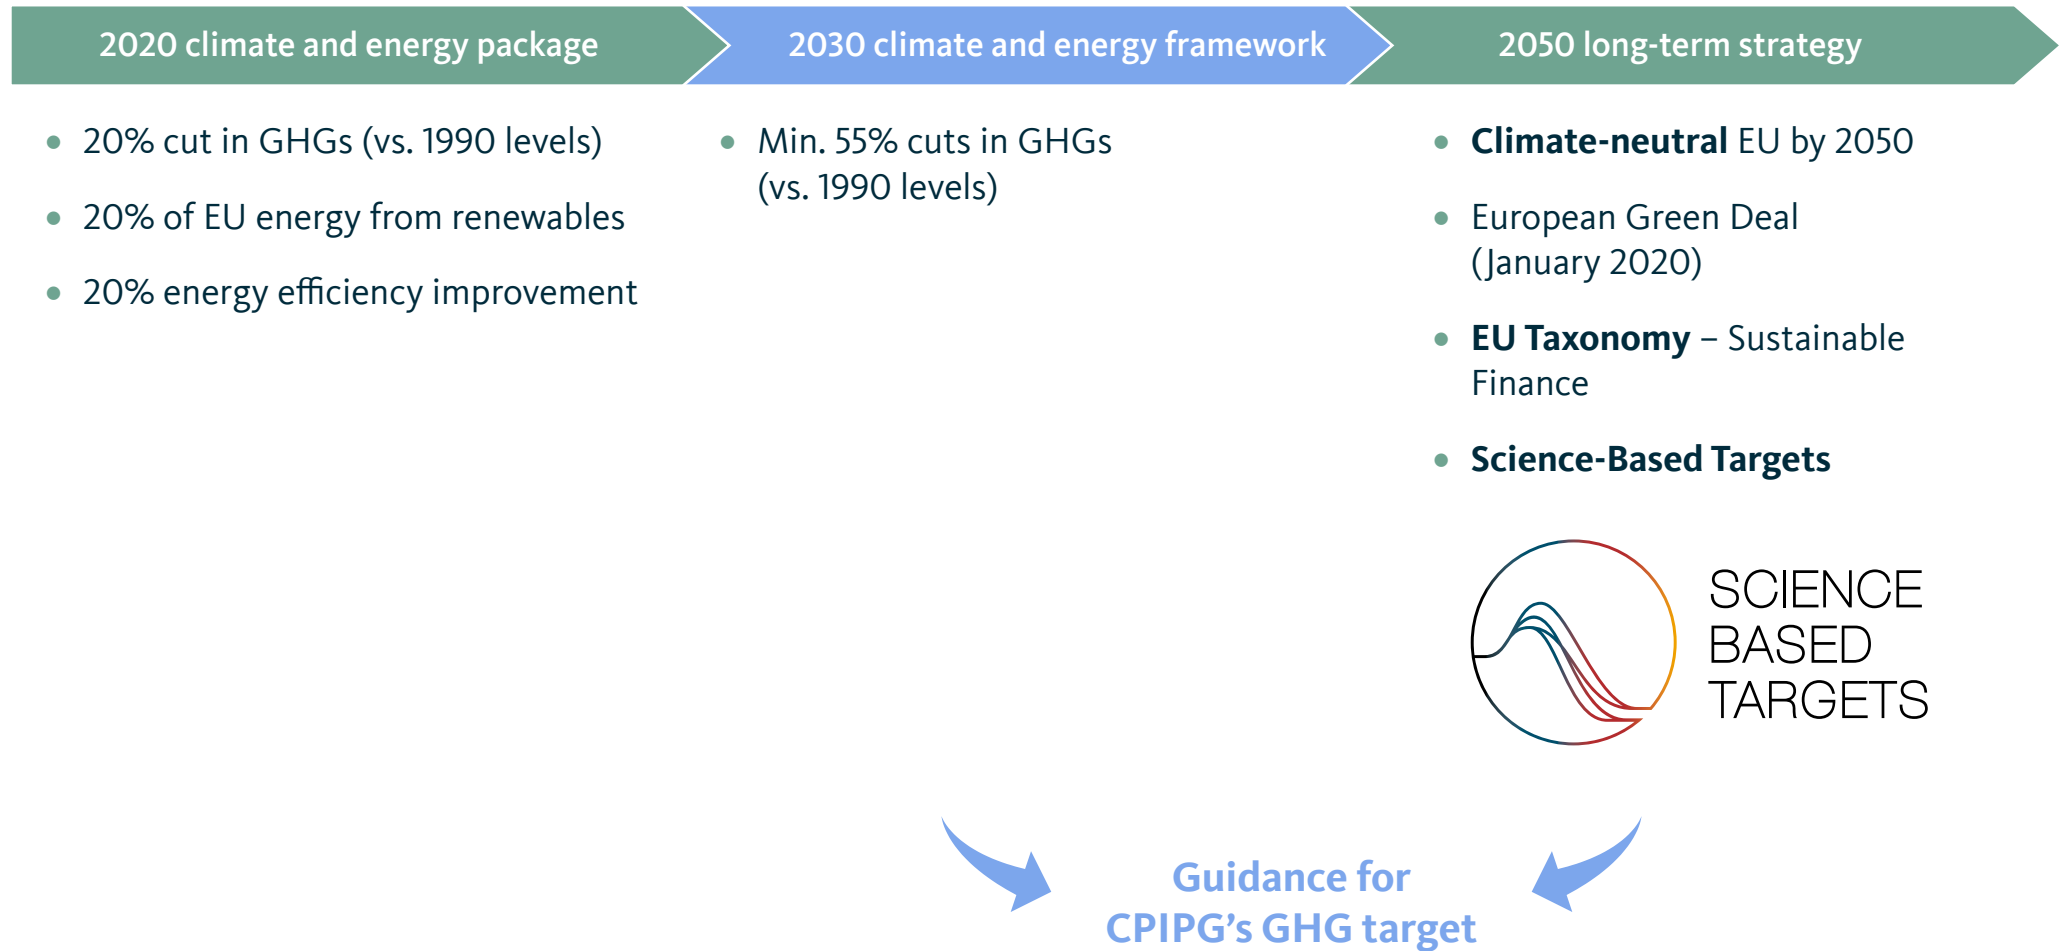 2020 climate and energy package
2030 climate and energy framework
2050 long-term strategy
20% cut in GHGs (vs. 1990 levels)
20% of EU energy from renewables
20% energy efficiency improvement
Min. 55% cuts in GHGs
(vs. 1990 levels)
Climate-neutral EU by 2050
European Green Deal
(January 2020)
EU Taxonomy – Sustainable
Finance
Science-Based Targets
SCIENCE
BASED
TARGETS
Guidance for
CPIPG's GHG target